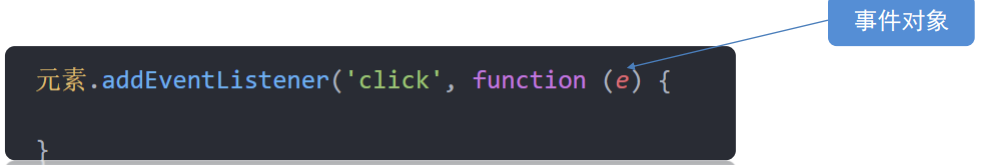 事件对象
元素.addEventListener('click', function (e) {
}